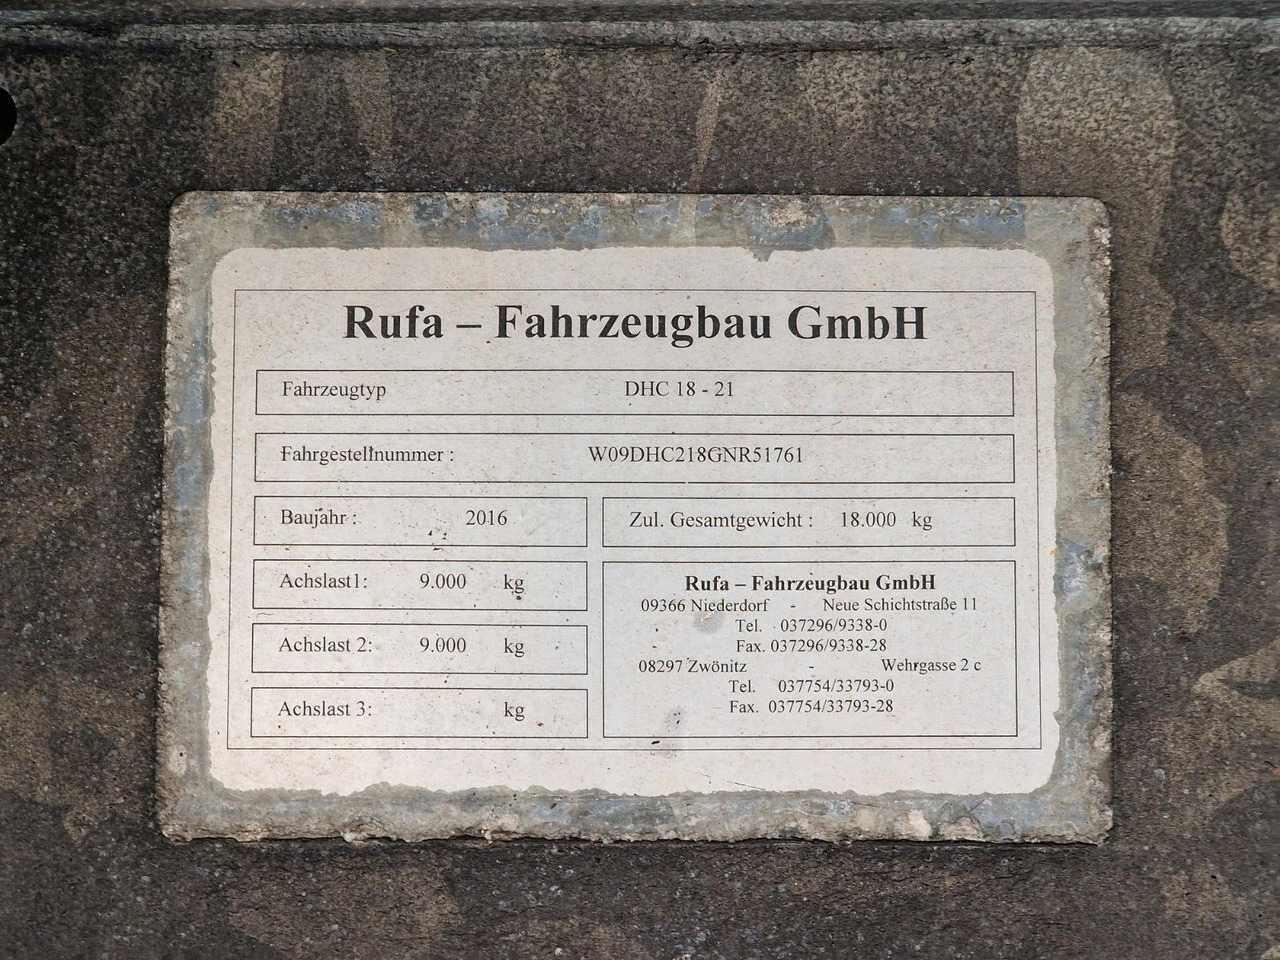 Rufa – Fahrzeugbau GmbH
Fahrzeugtyp DHC 18 - 21
Fahrgestellnummer : W09DHC218GNR51761
Baujahr : 2016
Zul. Gesamtgewicht : 18.000 kg
Achslast1: 9.000 kg
Achslast 2: 9.000 kg
Achslast 3: kg
Rufa – Fahrzeugbau GmbH
09366 Niederdorf - Neue Schichtstraße 11
Tel. 037296/9338-0
Fax. 037296/9338-28
08297 Zwönitz - Wehrgasse 2 c
Tel. 037754/33793-0
Fax. 037754/33793-28